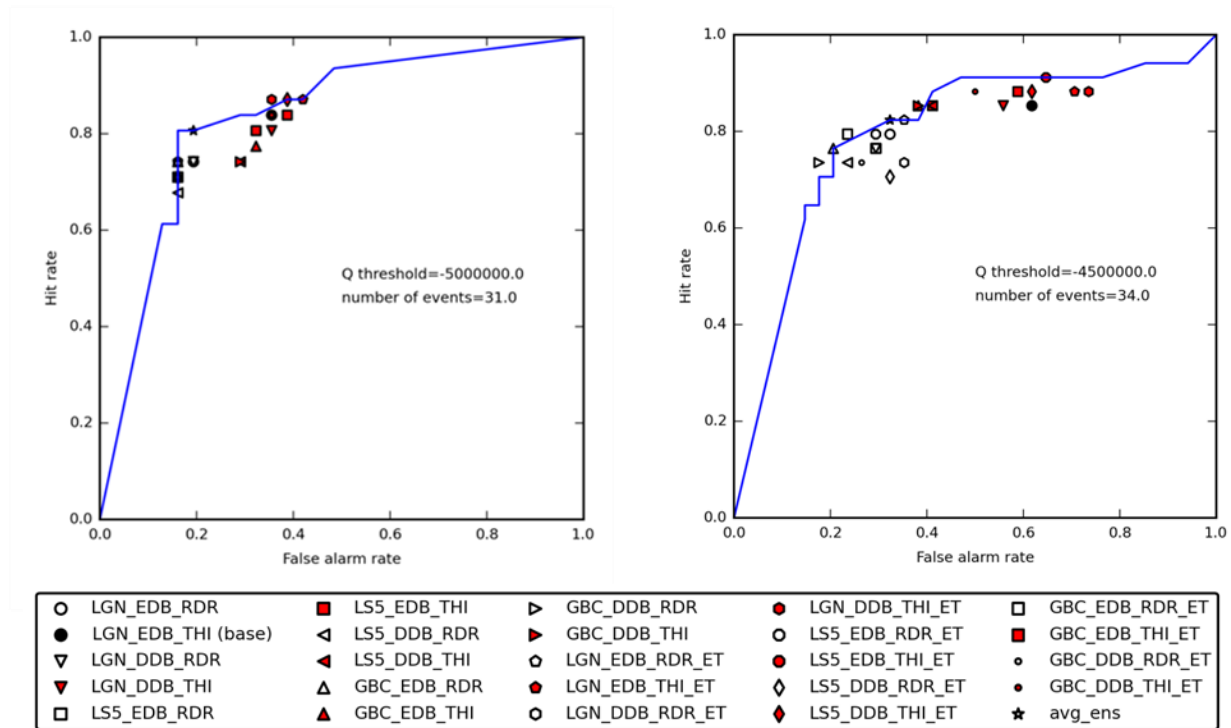 1.0
0.8
0.6
0.4
0.2
0.0
Hit rate
Q threshold=-5000000.0
number of events=31.0
0.0 0.2 0.4 0.6 0.8 1.0
False alarm rate
1.0
0.8
0.6
0.4
0.2
0.0
Hit rate
Q threshold=-4500000.0
number of events=34.0
0.0 0.2 0.4 0.6 0.8 1.0
False alarm rate
LGN_EDB_RDR
LGN_EDB_THI (base)
LGN_DDB_RDR
LGN_DDB_THI
LS5_EDB_RDR
LS5_EDB_THI
LS5_DDB_RDR
LS5_DDB_THI
GBC_EDB_RDR
GBC_EDB_THI
GBC_DDB_RDR
GBC_DDB_THI
LGN_EDB_RDR_ET
LGN_EDB_THI_ET
LGN_DDB_RDR_ET
LGN_DDB_THI_ET
LS5_EDB_RDR_ET
LS5_EDB_THI_ET
LS5_DDB_RDR_ET
LS5_DDB_THI_ET
GBC_EDB_RDR_ET
GBC_EDB_THI_ET
GBC_DDB_RDR_ET
GBC_DDB_THI_ET
avg_ens